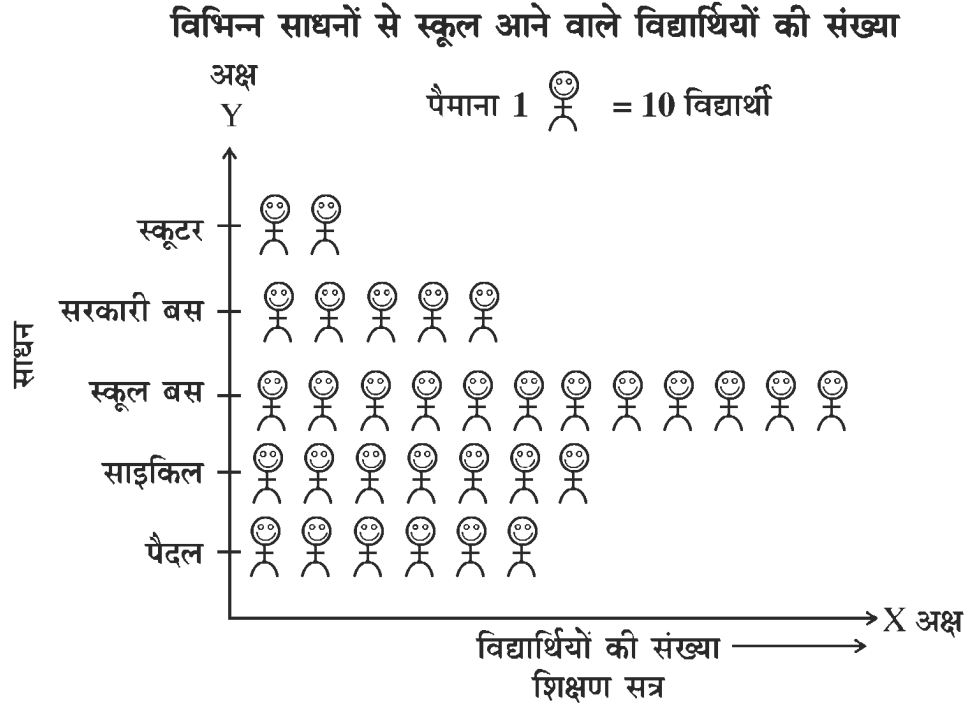 विभिन्न साधनों से स्कूल आने वाले विद्यार्थियों की संख्या
अक्ष
Y
पैमाना 1 = 10 विद्यार्थी
स्कूटर
सरकारी बस
स्कूल बस
साइकिल
पैदल
साधन
X अक्ष
विद्यार्थियों की संख्या
शिक्षण सत्र